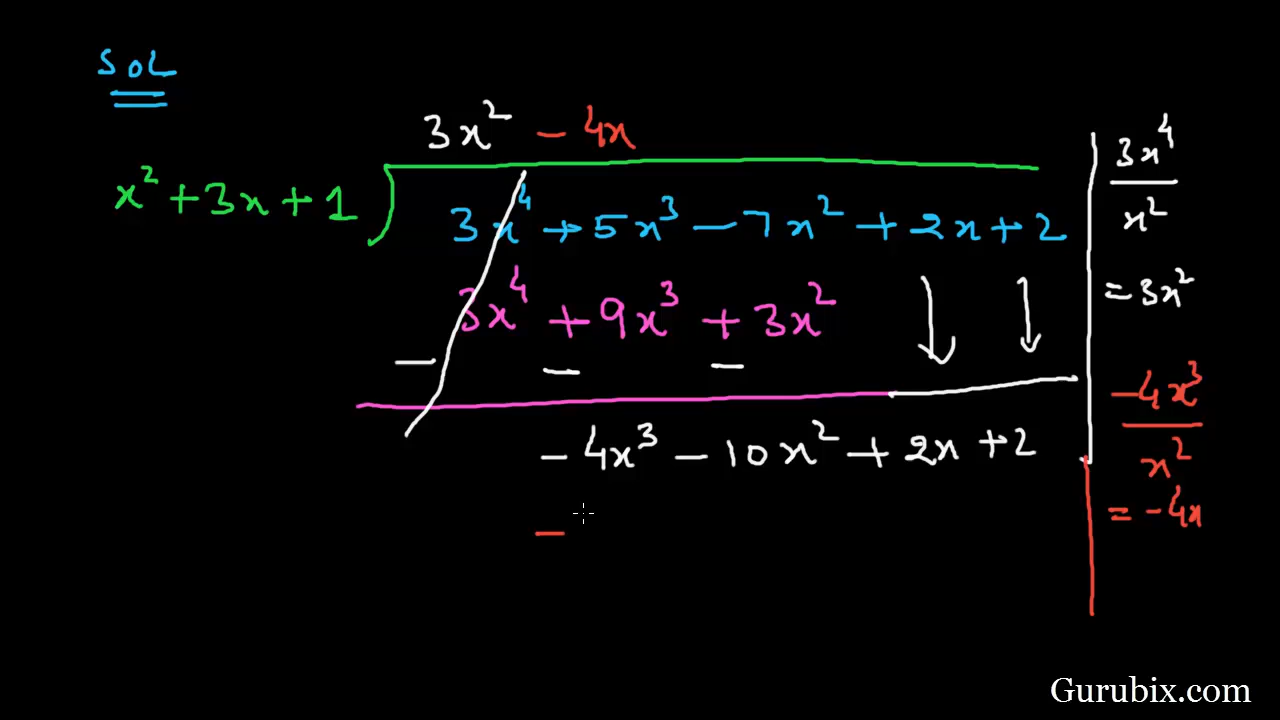 SOL
3x² - 4x
x² + 3x + 1 ) 3x⁴ + 5x³ - 7x² + 2x + 2
3x⁴ + 9x³ + 3x²
- - -
- 4x³ - 10x² + 2x + 2
-
3x⁴
x²
= 3x²
-4x³
x²
= -4x
Gurubix.com